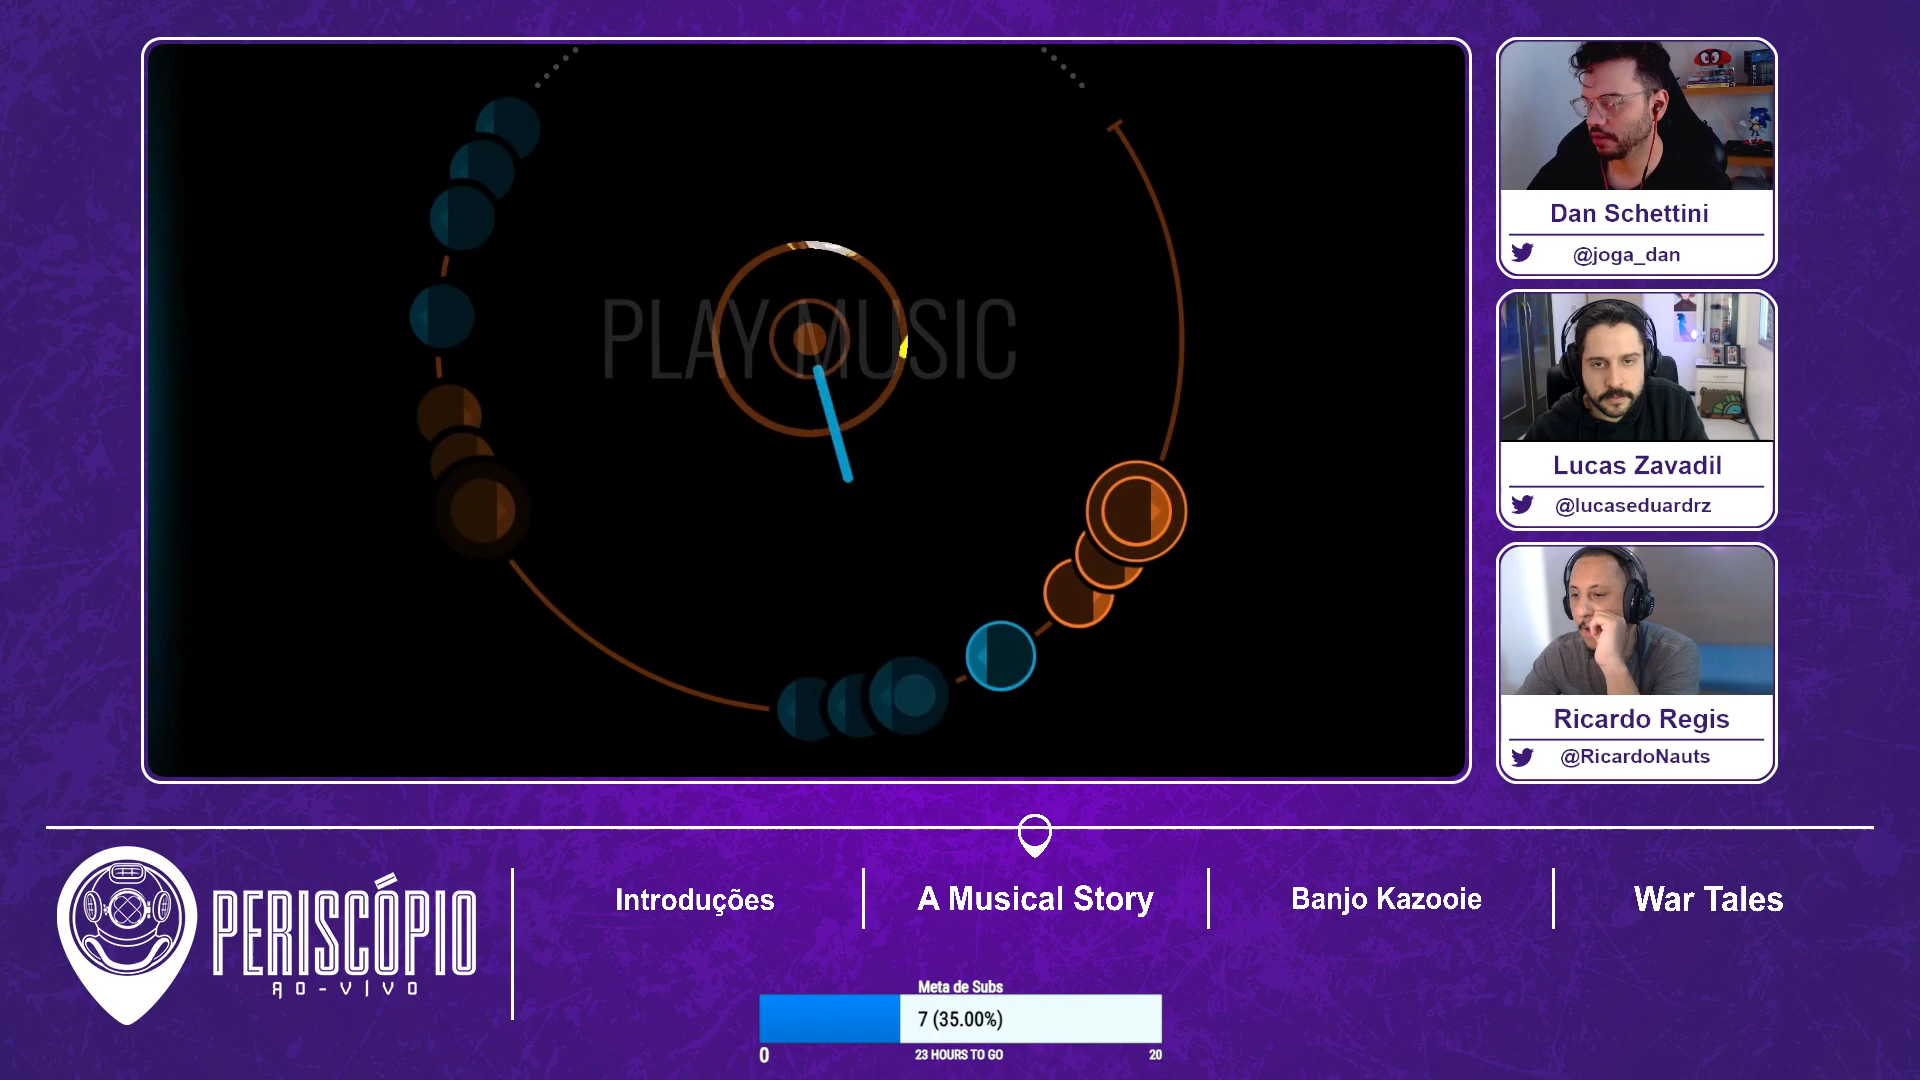 PLAY MUSIC
Dan Schettini
@joga_dan
Lucas Zavadil
@lucaseduardrz
Ricardo Regis
@RicardoNauts
PERISCÓPIO
AO-VIVO
Introduções
A Musical Story
Banjo Kazooie
War Tales
Meta de Subs
7 (35.00%)
0
23 HOURS TO GO
20